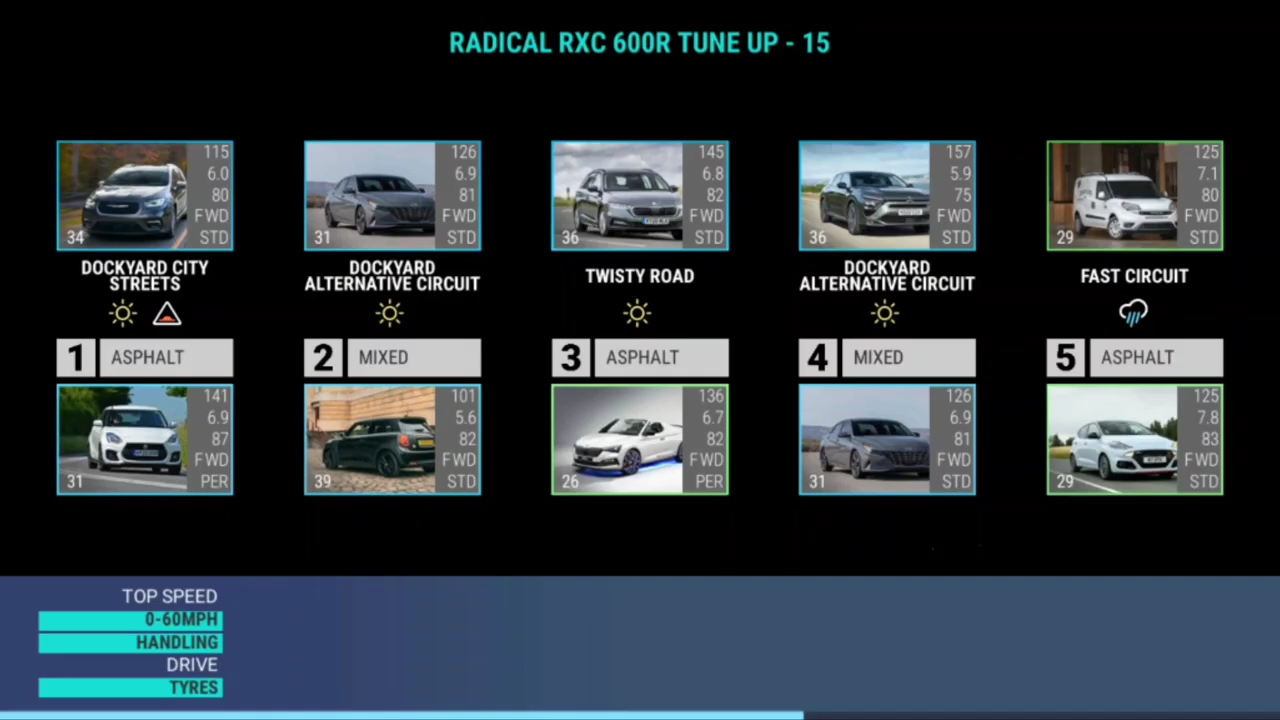 RADICAL RXC 600R TUNE UP - 15
115
6.0
80
FWD
STD
34
126
6.9
81
FWD
STD
31
145
6.8
82
FWD
STD
36
157
5.9
75
FWD
STD
36
125
7.1
80
FWD
STD
29
DOCKYARD CITY
STREETS
DOCKYARD
ALTERNATIVE CIRCUIT
TWISTY ROAD
DOCKYARD
ALTERNATIVE CIRCUIT
FAST CIRCUIT
1 ASPHALT
2 MIXED
3 ASPHALT
4 MIXED
5 ASPHALT
141
6.9
87
FWD
PER
31
101
5.6
82
FWD
STD
39
136
6.7
82
FWD
PER
26
126
6.9
81
FWD
STD
31
125
7.8
83
FWD
STD
29
TOP SPEED
0-60MPH
HANDLING
DRIVE
TYRES